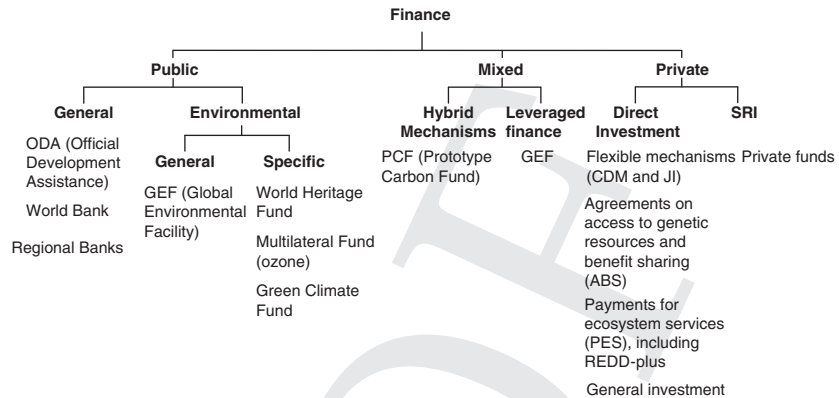 Finance
Public
Mixed
Private
General
Environmental
Hybrid
Mechanisms
Leveraged
finance
Direct
Investment
SRI
ODA (Official
Development
Assistance)
World Bank
Regional Banks
General
GEF (Global
Environmental
Facility)
Specific
World Heritage
Fund
Multilateral Fund
(ozone)
Green Climate
Fund
PCF (Prototype
Carbon Fund)
GEF
Flexible mechanisms
(CDM and JI)
Agreements on
access to genetic
resources and
benefit sharing
(ABS)
Payments for
ecosystem services
(PES), including
REDD-plus
General investment
Private funds